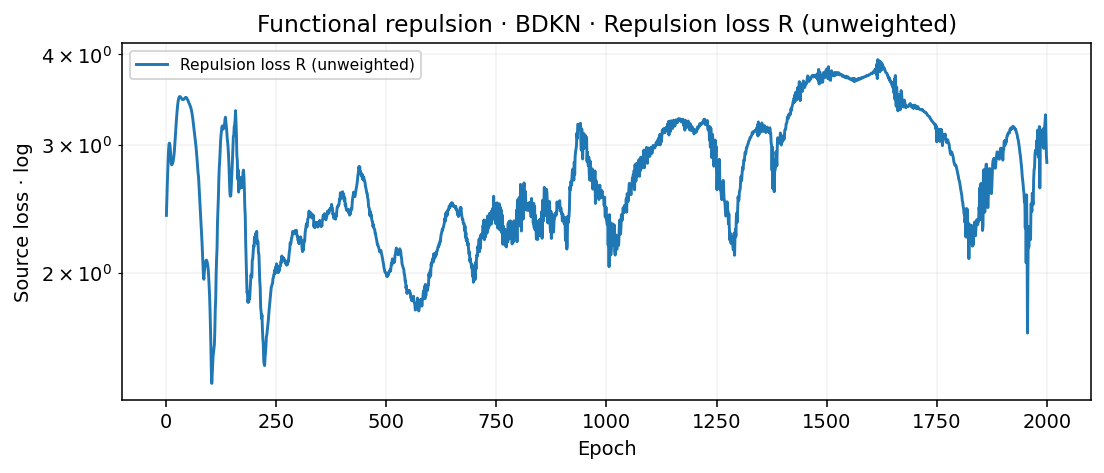 Functional repulsion · BDKN · Repulsion loss R (unweighted)
Repulsion loss R (unweighted)
Source loss · log
4 × 10⁰
3 × 10⁰
2 × 10⁰
0 250 500 750 1000 1250 1500 1750 2000
Epoch